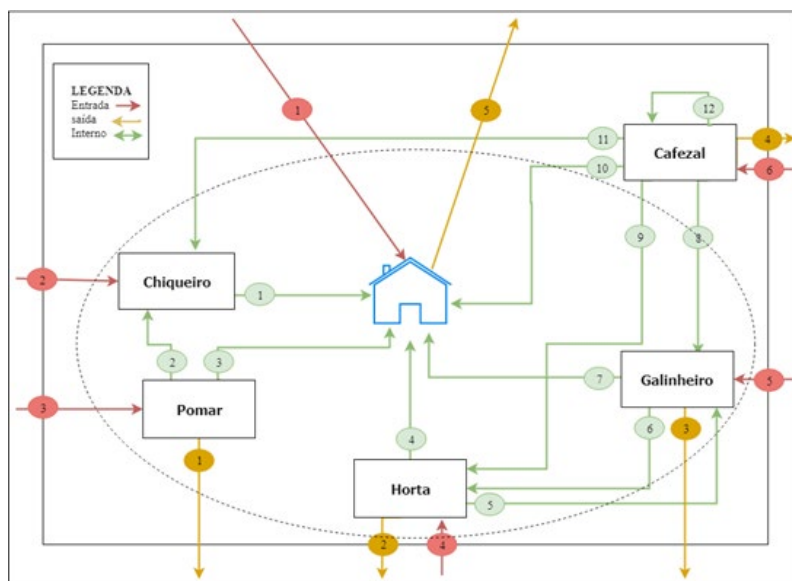 LEGENDA
Entrada
saída
Interno
1
5
12
11
Cafezal
4
10
6
9
8
2
Chiqueiro
1
2
3
7
Galinheiro
5
3
Pomar
4
6
3
1
Horta
5
2
4